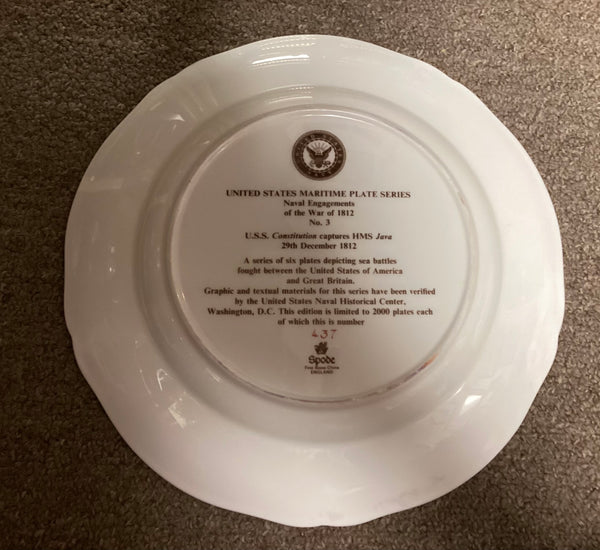 UNITED STATES MARITIME PLATE SERIES
Naval Engagements
of the War of 1812
No. 3
U.S.S. Constitution captures HMS Java
29th December 1812
A series of six plates depicting sea battles
fought between the United States of America
and Great Britain.
Graphic and textual materials for this series have been verified
by the United States Naval Historical Center,
Washington, D.C. This edition is limited to 2000 plates each
of which this is number
437
Spode
Fine Bone China
ENGLAND